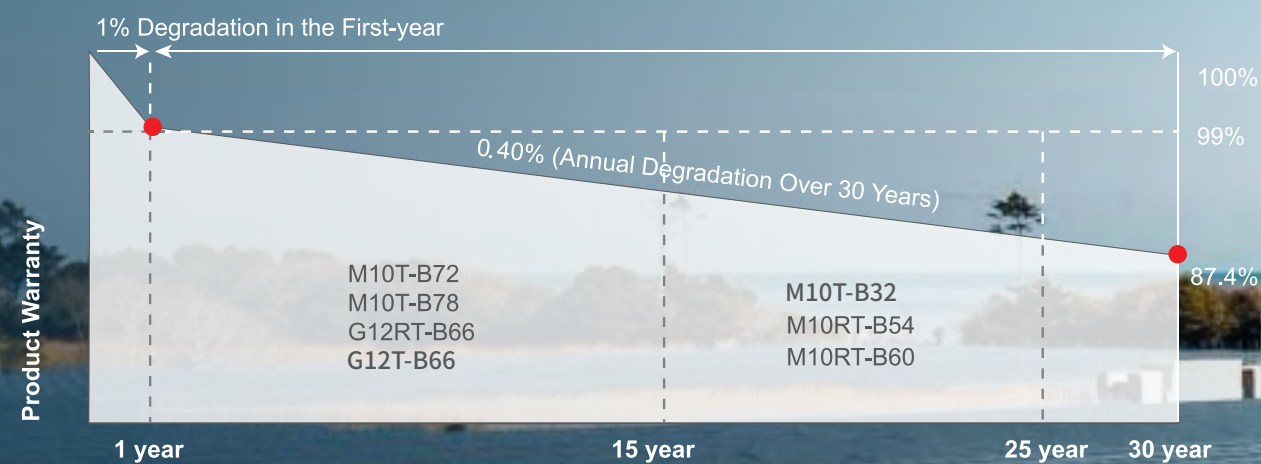 1% Degradation in the First-year
100%
99%
0.40% (Annual Degradation Over 30 Years)
87.4%
Product Warranty
M10T-B72
M10T-B78
G12RT-B66
G12T-B66
M10T-B32
M10RT-B54
M10RT-B60
1 year
15 year
25 year
30 year